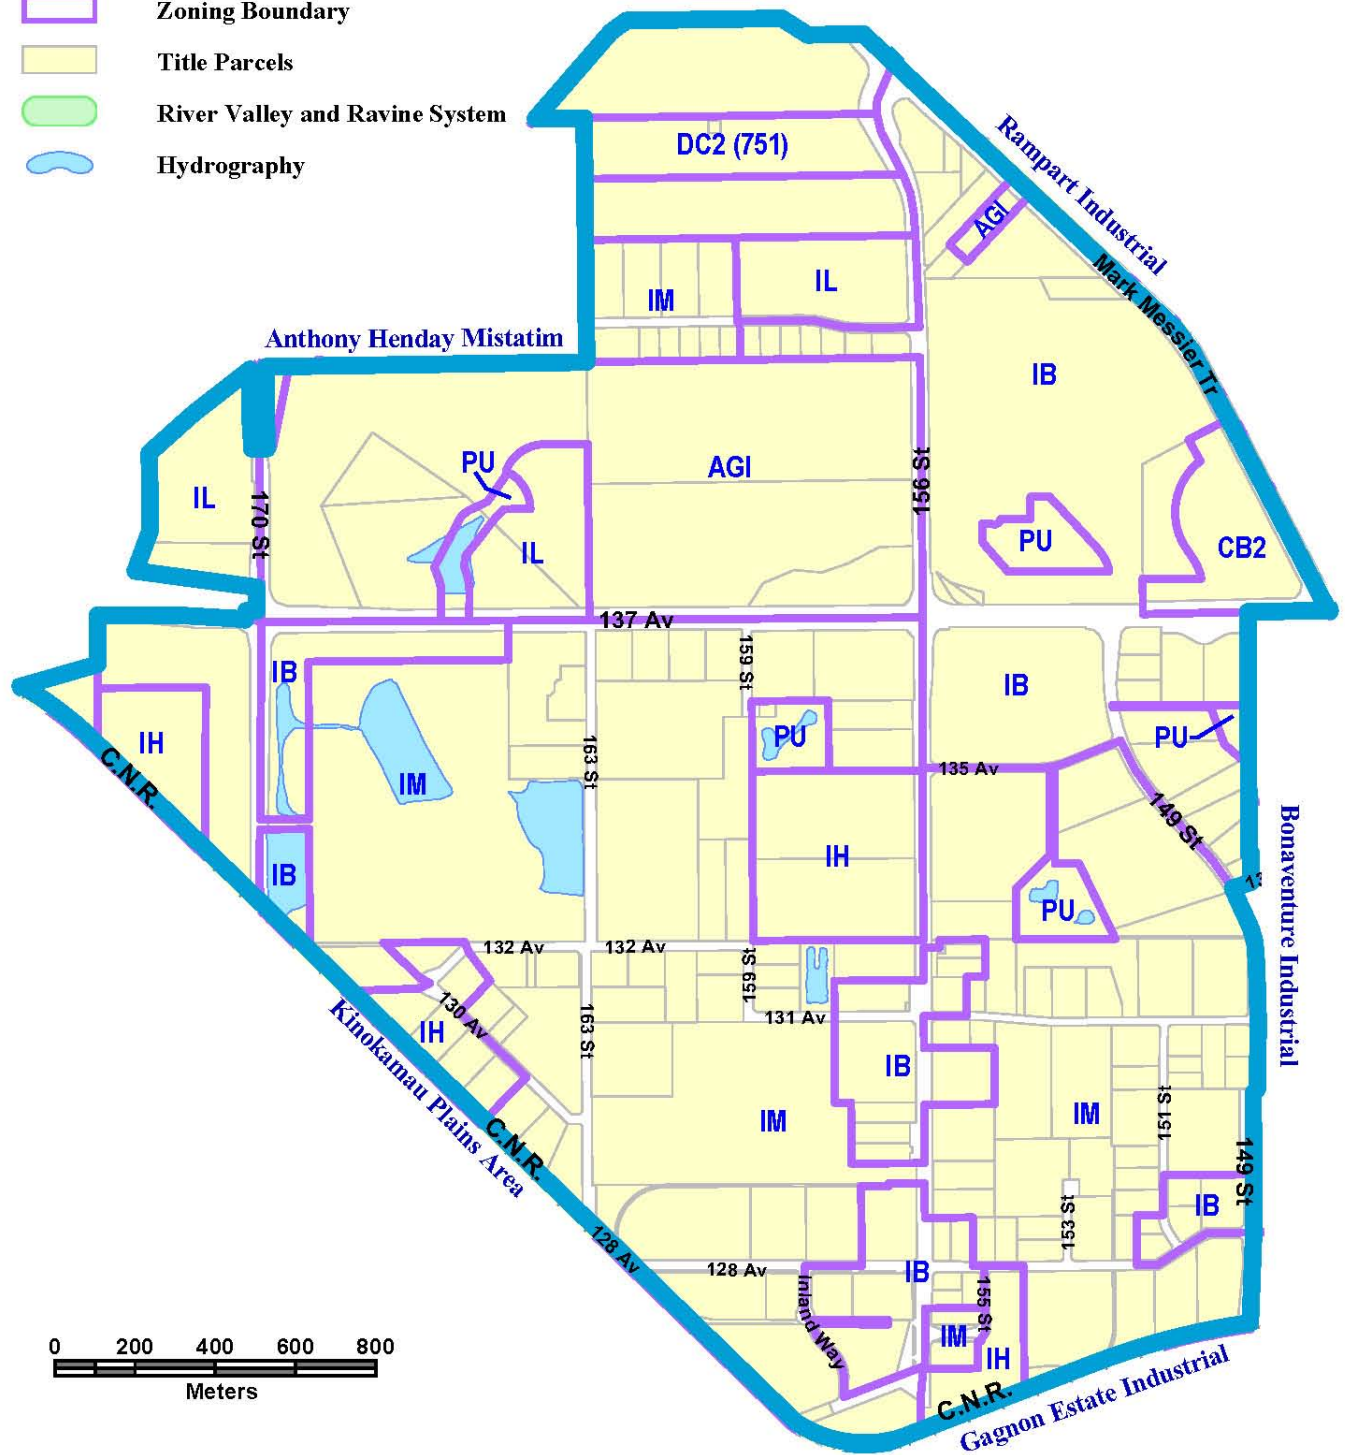 Zoning Boundary
Title Parcels
River Valley and Ravine System
Hydrography
DC2 (751)
Rampart Industrial
AGI
Mark Messier Tr
IM
IL
Anthony Henday Mistatim
IB
PU
AGI
156 St
IL
170 St
IL
PU
CB2
137 Av
159 St
IB
IB
IH
C.N.R.
IM
163 St
PU
PU
135 Av
149 St
IH
IB
PU
Bonaventure Industrial
132 Av
132 Av
159 St
130 Av
IH
163 St
131 Av
IB
IM
IM
151 St
Kinokamau Plains Area
C.N.R.
149 St
IB
153 St
128 Av
128 Av
IB
Inland Way
155 St
IM
IH
C.N.R.
Gagnon Estate Industrial
0 200 400 600 800
Meters